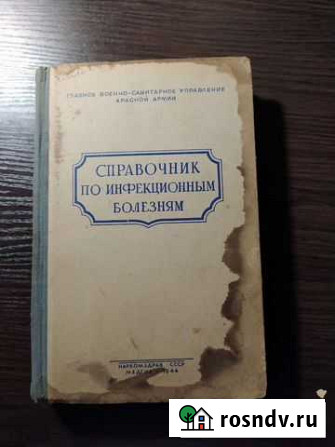 ГЛАВНОЕ ВОЕННО-САНИТАРНОЕ УПРАВЛЕНИЕ
КРАСНОЙ АРМИИ
СПРАВОЧНИК
ПО ИНФЕКЦИОННЫМ
БОЛЕЗНЯМ
НАРКОМЗДРАВ СССР
rosndv.ru